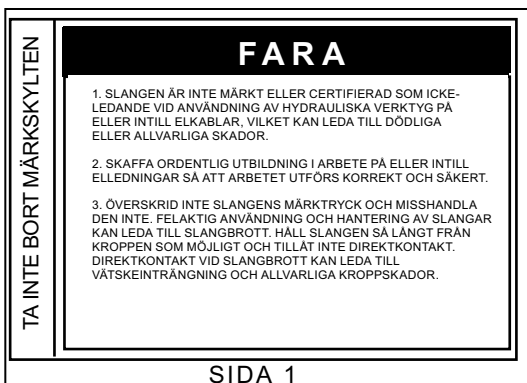 TA INTE BORT MÄRKSKYLTEN
FARA
1. SLANGEN ÄR INTE MÄRKT ELLER CERTIFIERAD SOM ICKE-
LEDANDE VID ANVÄNDNING AV HYDRAULISKA VERKTYG PÅ
ELLER INTILL ELKABLAR, VILKET KAN LEDA TILL DÖDLIGA
ELLER ALLVARLIGA SKADOR.
2. SKAFFA ORDENTLIG UTBILDNING I ARBETE PÅ ELLER INTILL
ELLEDNINGAR SÅ ATT ARBETET UTFÖRS KORREKT OCH SÄKERT.
3. ÖVERSKRID INTE SLANGENS MÄRKTRYCK OCH MISSHANDLA
DEN INTE. FELAKTIG ANVÄNDNING OCH HANTERING AV SLANGAR
KAN LEDA TILL SLANGBROTT. HÅLL SLANGEN SÅ LÅNGT FRÅN
KROPPEN SOM MÖJLIGT OCH TILLÅT INTE DIREKTKONTAKT.
DIREKTKONTAKT VID SLANGBROTT KAN LEDA TILL
VÄTSKEINTRÄNGNING OCH ALLVARLIGA KROPPSKADOR.
SIDA 1